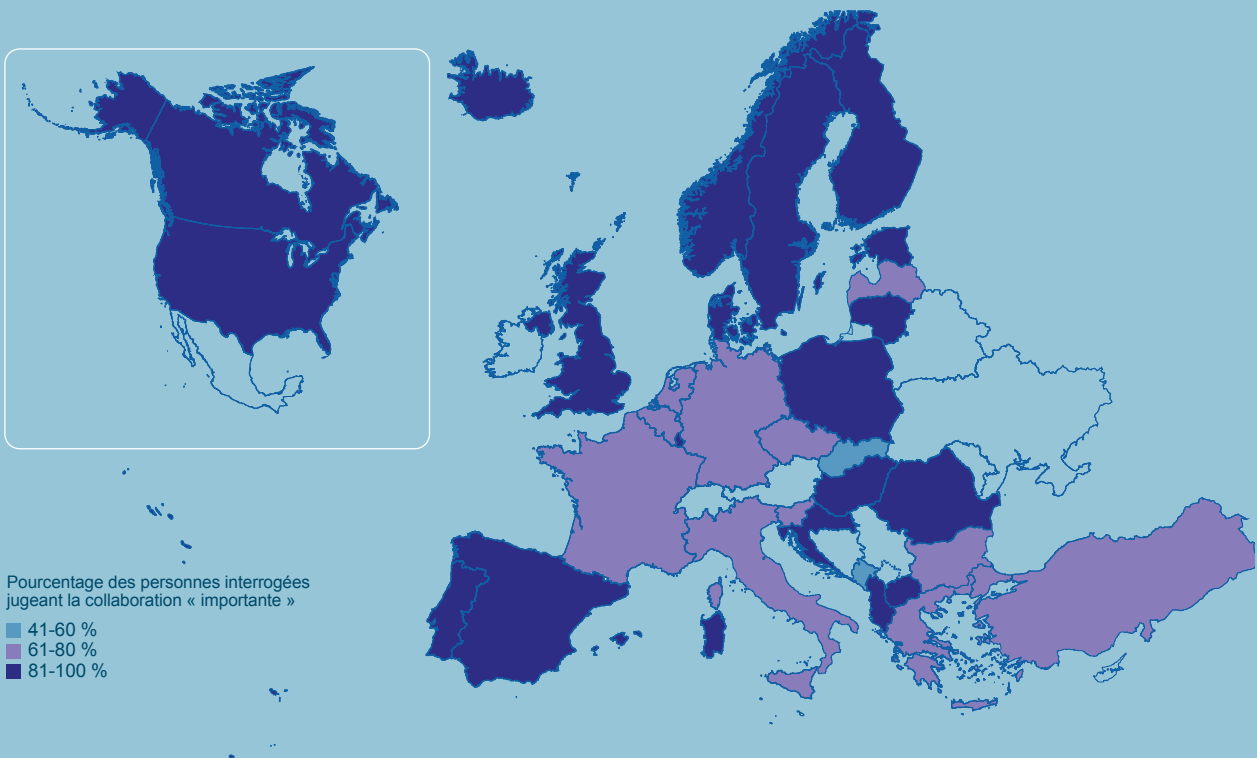 Pourcentage des personnes interrogées
jugeant la collaboration « importante »
41-60 %
61-80 %
81-100 %